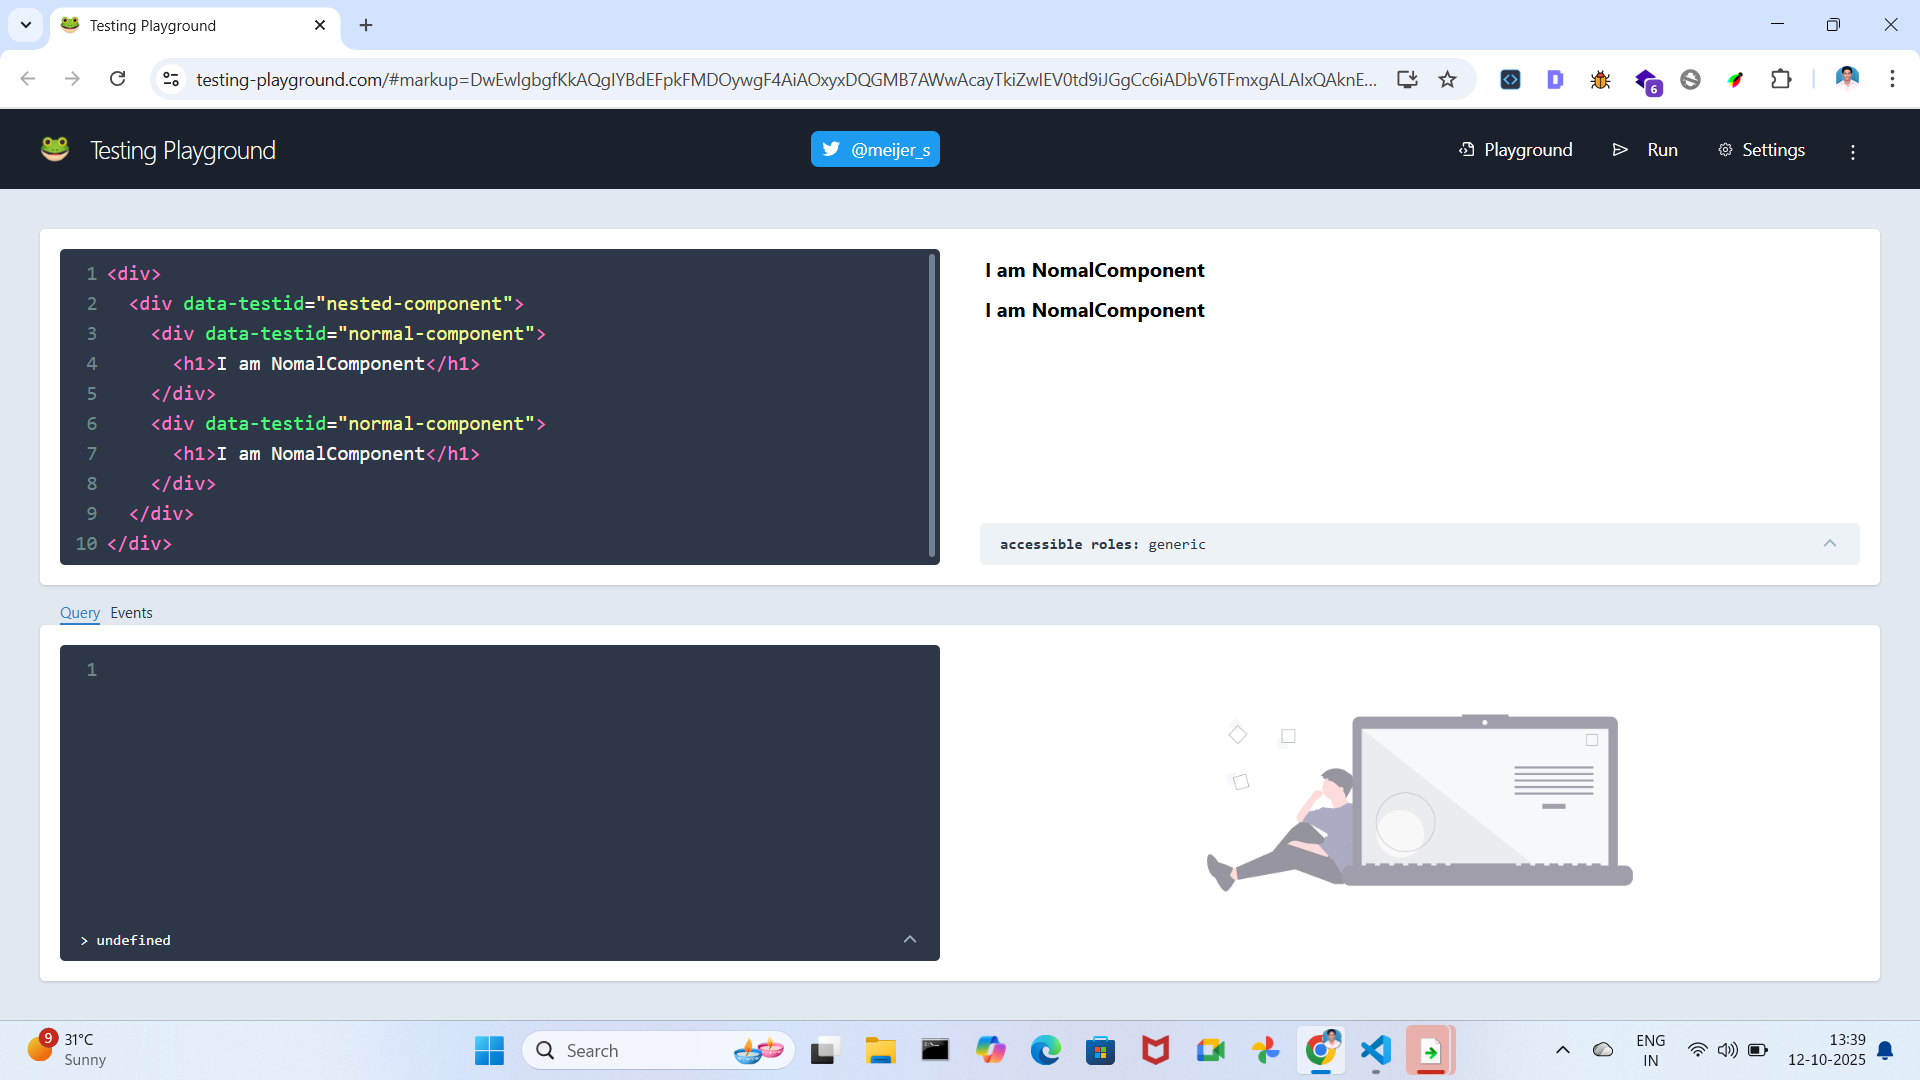 Testing Playground
testing-playground.com/#markup=DwEwlgbgfKkAQgIYBdEFpkFMDOywgF4AiAOxyxDQGMB7AWwAcayTkiZwIEV0td9iJGgCc6iADbV6TFmxgALAIxQAknE...
6
Testing Playground
@meijer_s
Playground
Run
Settings
1 <div>
2 <div data-testid="nested-component">
3 <div data-testid="normal-component">
4 <h1>I am NomalComponent</h1>
5 </div>
6 <div data-testid="normal-component">
7 <h1>I am NomalComponent</h1>
8 </div>
9 </div>
10 </div>
I am NomalComponent
I am NomalComponent
accessible roles: generic
Query Events
1
> undefined
9
31°C
Sunny
Search
ENG
IN
13:39
12-10-2025